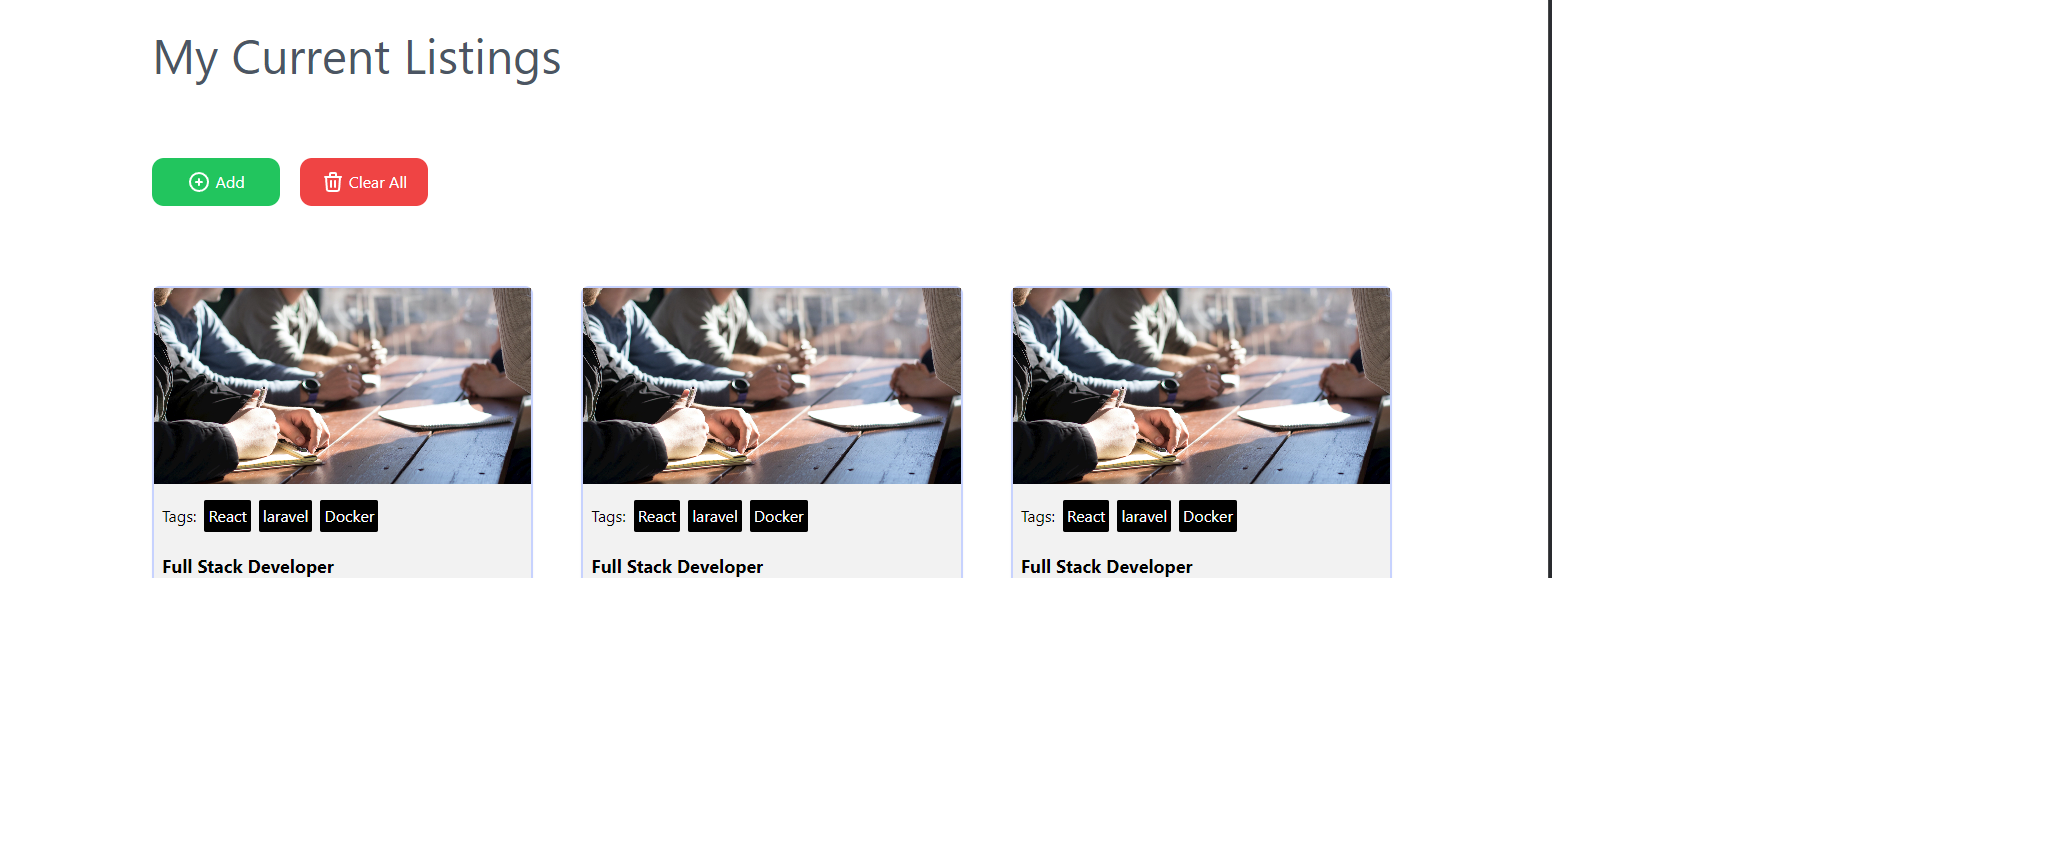 My Current Listings
Add Clear All
Tags: React laravel Docker Tags: React laravel Docker Tags: React laravel Docker
Full Stack Developer Full Stack Developer Full Stack Developer